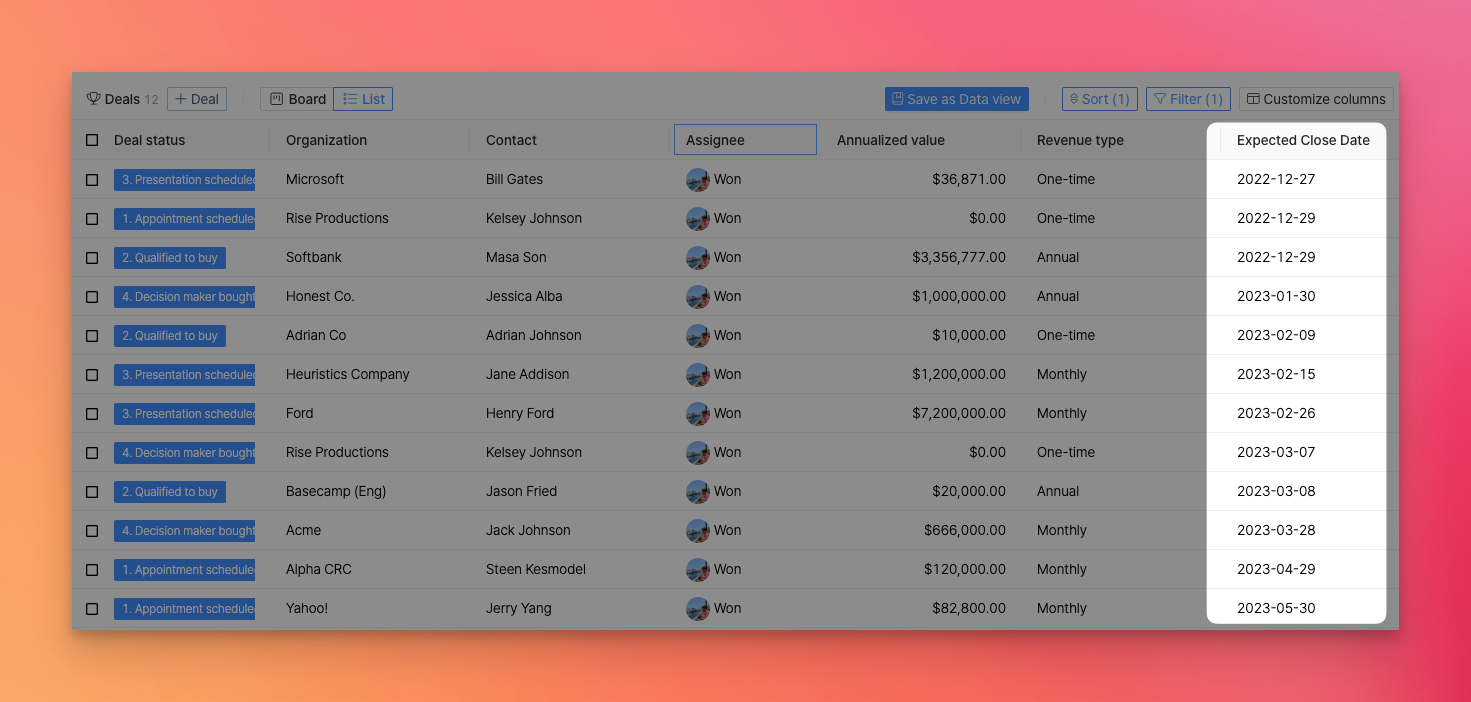 Deals 12 + Deal Board List Save as Data view Sort (1) Filter (1) Customize columns
Deal status Organization Contact Assignee Annualized value Revenue type Expected Close Date
3. Presentation scheduled Microsoft Bill Gates Won $36,871.00 One-time 2022-12-27
1. Appointment schedule Rise Productions Kelsey Johnson Won $0.00 One-time 2022-12-29
2. Qualified to buy Softbank Masa Son Won $3,356,777.00 Annual 2022-12-29
4. Decision maker bought Honest Co. Jessica Alba Won $1,000,000.00 Annual 2023-01-30
2. Qualified to buy Adrian Co Adrian Johnson Won $10,000.00 One-time 2023-02-09
3. Presentation scheduled Heuristics Company Jane Addison Won $1,200,000.00 Monthly 2023-02-15
3. Presentation scheduled Ford Henry Ford Won $7,200,000.00 Monthly 2023-02-26
4. Decision maker bought Rise Productions Kelsey Johnson Won $0.00 One-time 2023-03-07
2. Qualified to buy Basecamp (Eng) Jason Fried Won $20,000.00 Annual 2023-03-08
4. Decision maker bought Acme Jack Johnson Won $666,000.00 Monthly 2023-03-28
1. Appointment schedule Alpha CRC Steen Kesmodel Won $120,000.00 Monthly 2023-04-29
1. Appointment schedule Yahoo! Jerry Yang Won $82,800.00 Monthly 2023-05-30